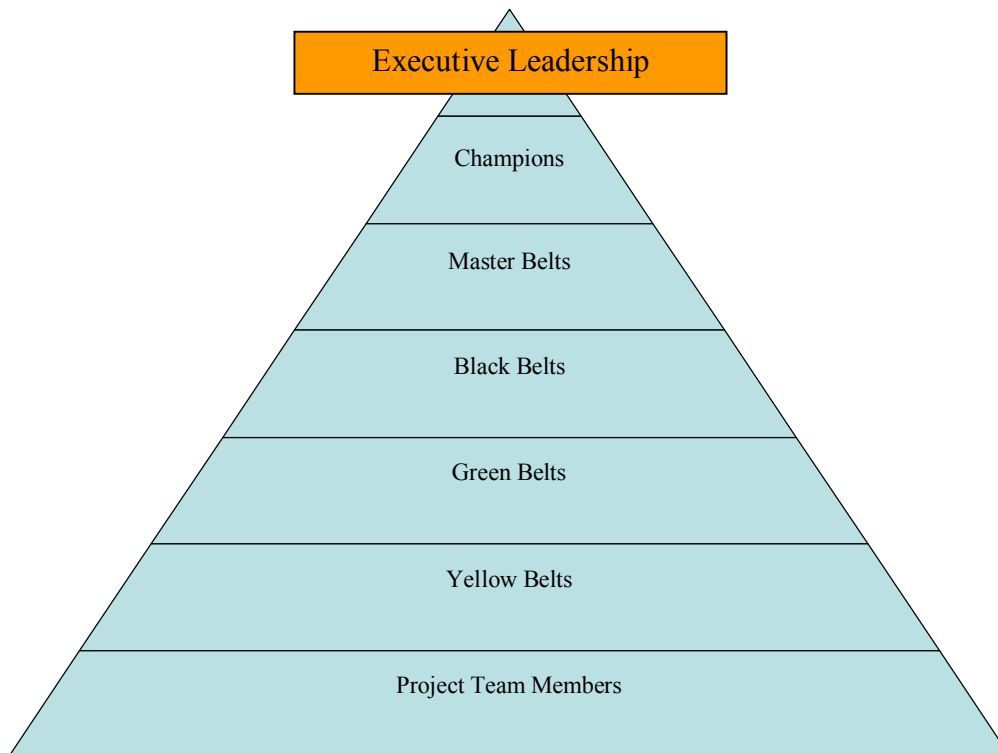 Executive Leadership
Champions
Master Belts
Black Belts
Green Belts
Yellow Belts
Project Team Members